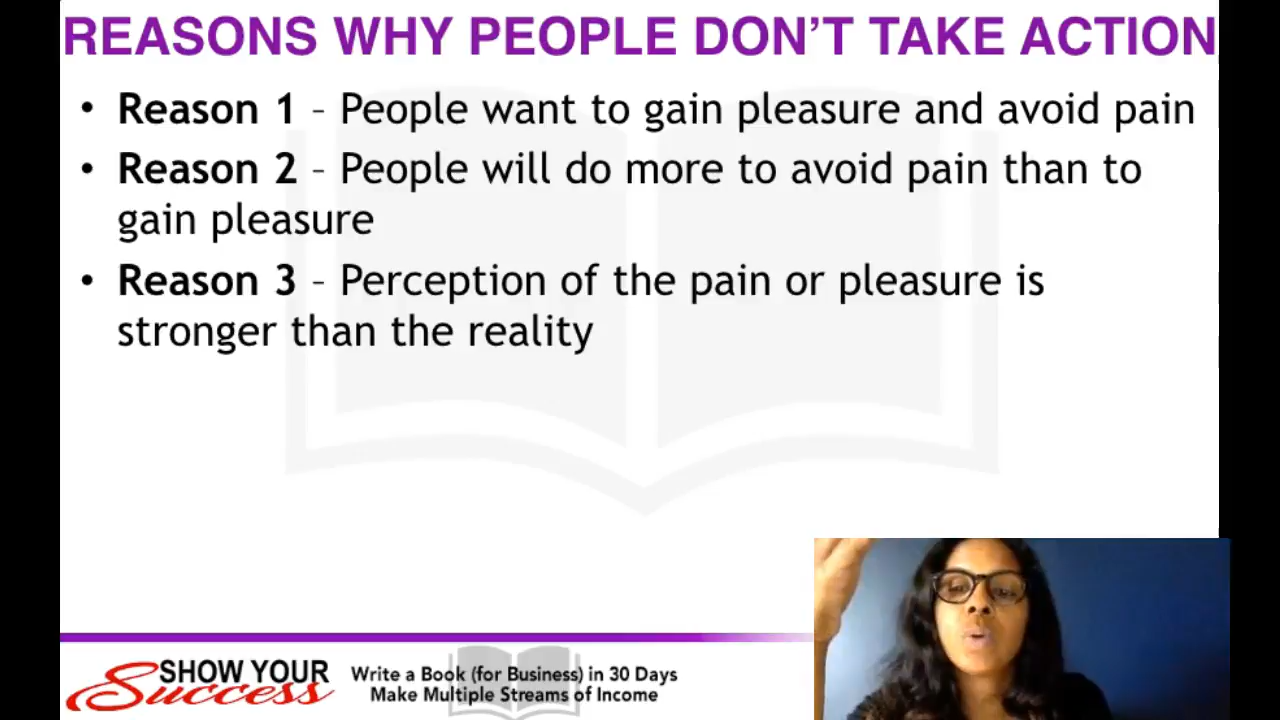 REASONS WHY PEOPLE DON’T TAKE ACTION
• Reason 1 – People want to gain pleasure and avoid pain
• Reason 2 – People will do more to avoid pain than to
gain pleasure
• Reason 3 – Perception of the pain or pleasure is
stronger than the reality
SHOW YOUR
Success
Write a Book (for Business) in 30 Days
Make Multiple Streams of Income